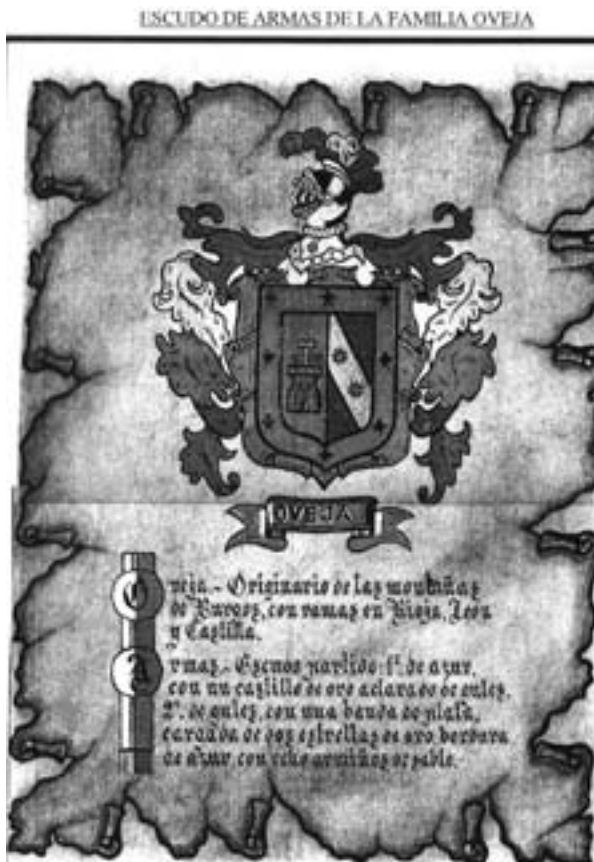 ESCUDO DE ARMAS DE LA FAMILIA OVEJA
OVEJA
Oveja.- Originario de las montañas
de Burgos, con ramas en Rioja, León
y Castilla.
Armas.- Escudo partido: 1º. de azur,
con un castillo de oro aclarado de gules.
2º. de gules, con una banda de plata,
cargada de dos estrellas de oro bordura
de azur, con ocho armiños de sable.